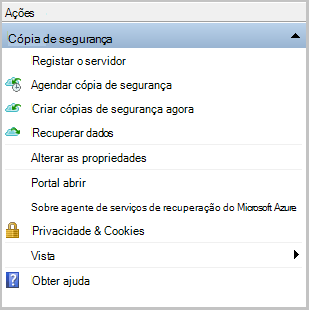 Ações
Cópia de segurança
Registar o servidor
Agendar cópia de segurança
Criar cópias de segurança agora
Recuperar dados
Alterar as propriedades
Portal abrir
Sobre agente de serviços de recuperação do Microsoft Azure
Privacidade & Cookies
Vista
Obter ajuda